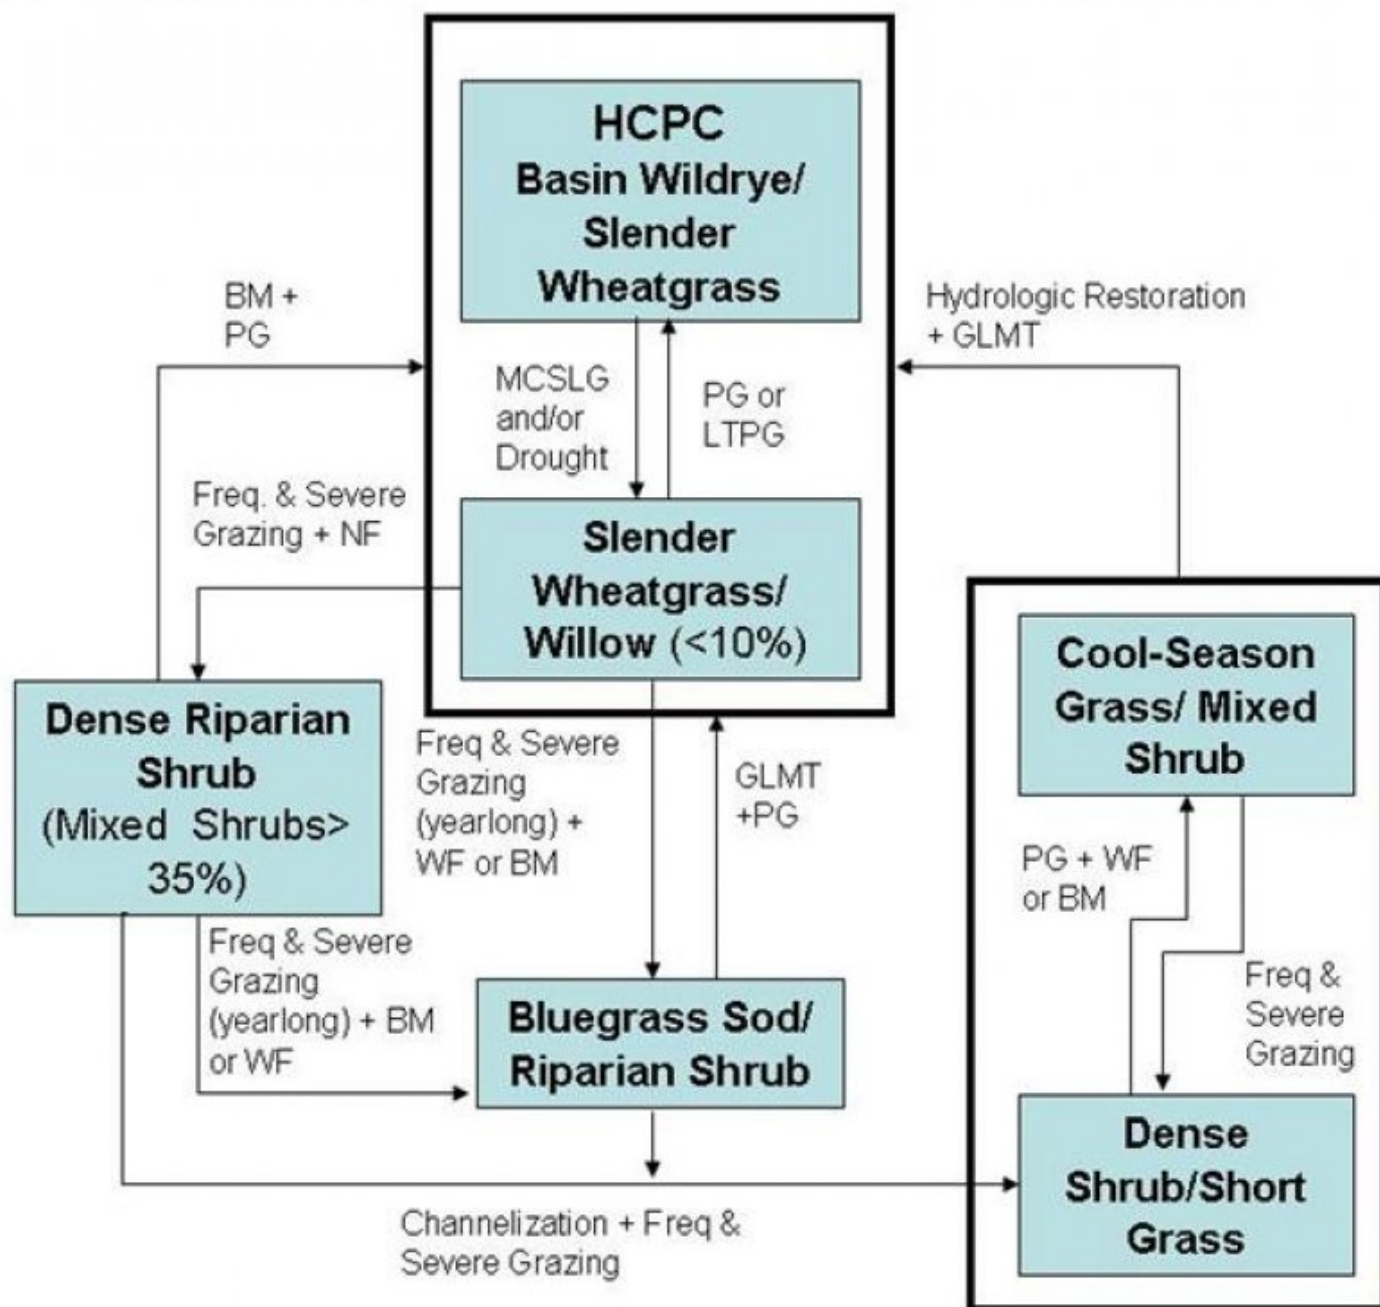 HCPC
Basin Wildrye/
Slender
Wheatgrass
BM +
PG
Hydrologic Restoration
+ GLMT
MCSLG
and/or
Drought
PG or
LTPG
Freq. & Severe
Grazing + NF
Slender
Wheatgrass/
Willow (<10%)
Cool-Season
Grass/ Mixed
Shrub
Dense Riparian
Shrub
(Mixed Shrubs>
35%)
Freq & Severe
Grazing
(yearlong) +
WF or BM
GLMT
+PG
PG + WF
or BM
Freq & Severe
Grazing
(yearlong) + BM
or WF
Freq &
Severe
Grazing
Bluegrass Sod/
Riparian Shrub
Dense
Shrub/Short
Grass
Channelization + Freq &
Severe Grazing